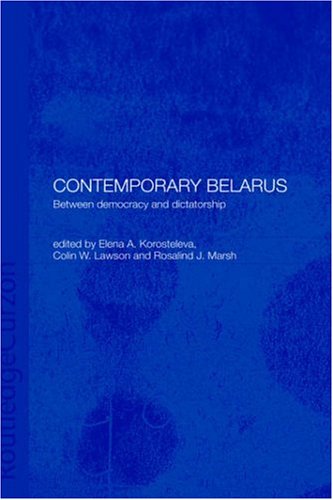 CONTEMPORARY BELARUS
Between democracy and dictatorship
edited by Elena A. Korosteleva,
Colin W. Lawson and Rosalind J. Marsh
RoutledgeCurzon